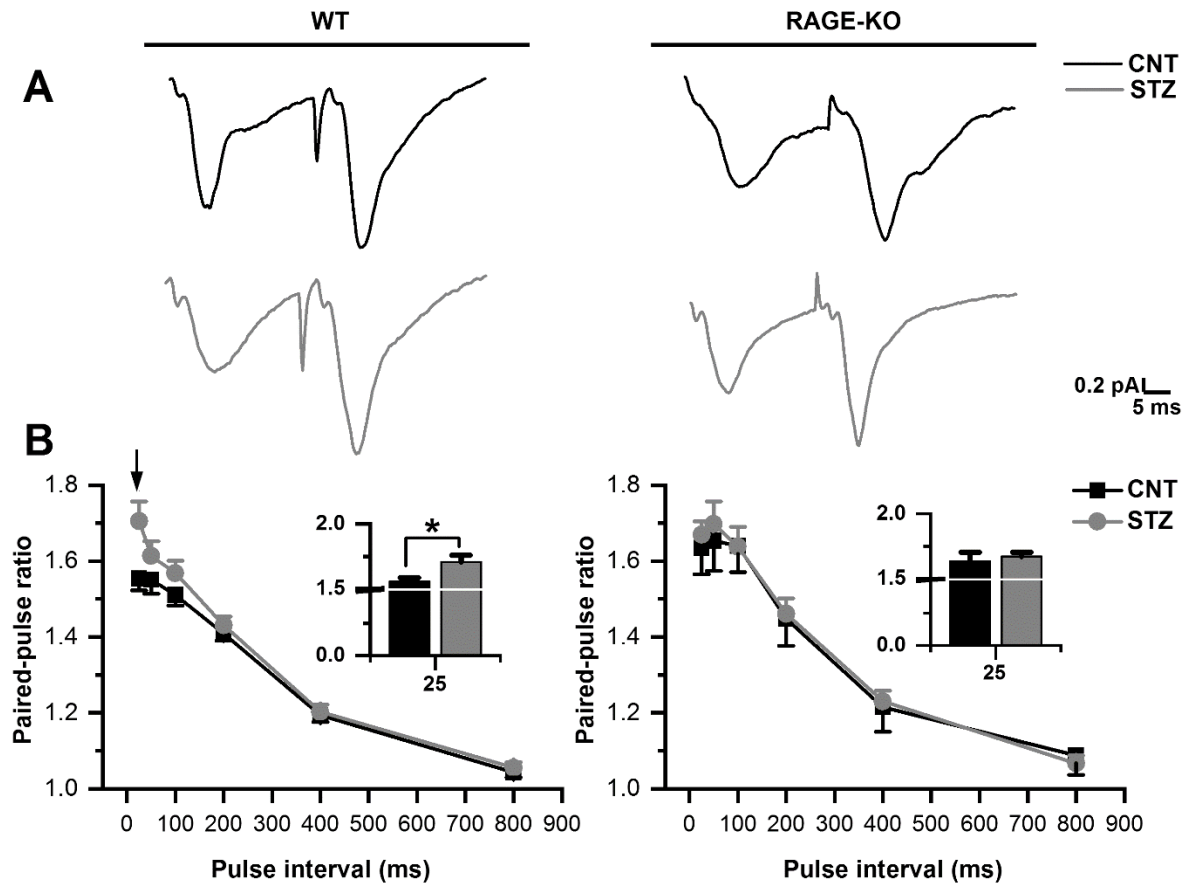 WT
RAGE-KO
CNT
STZ
A
0.2 pA
5 ms
B
1.8
1.6
1.4
1.2
1.0
Paired-pulse ratio
0 100 200 300 400 500 600 700 800 900
Pulse interval (ms)
2.0
1.5
0.0
*
25
1.8
1.6
1.4
1.2
1.0
Paired-pulse ratio
0 100 200 300 400 500 600 700 800 900
Pulse interval (ms)
2.0
1.5
0.0
25
CNT
STZ